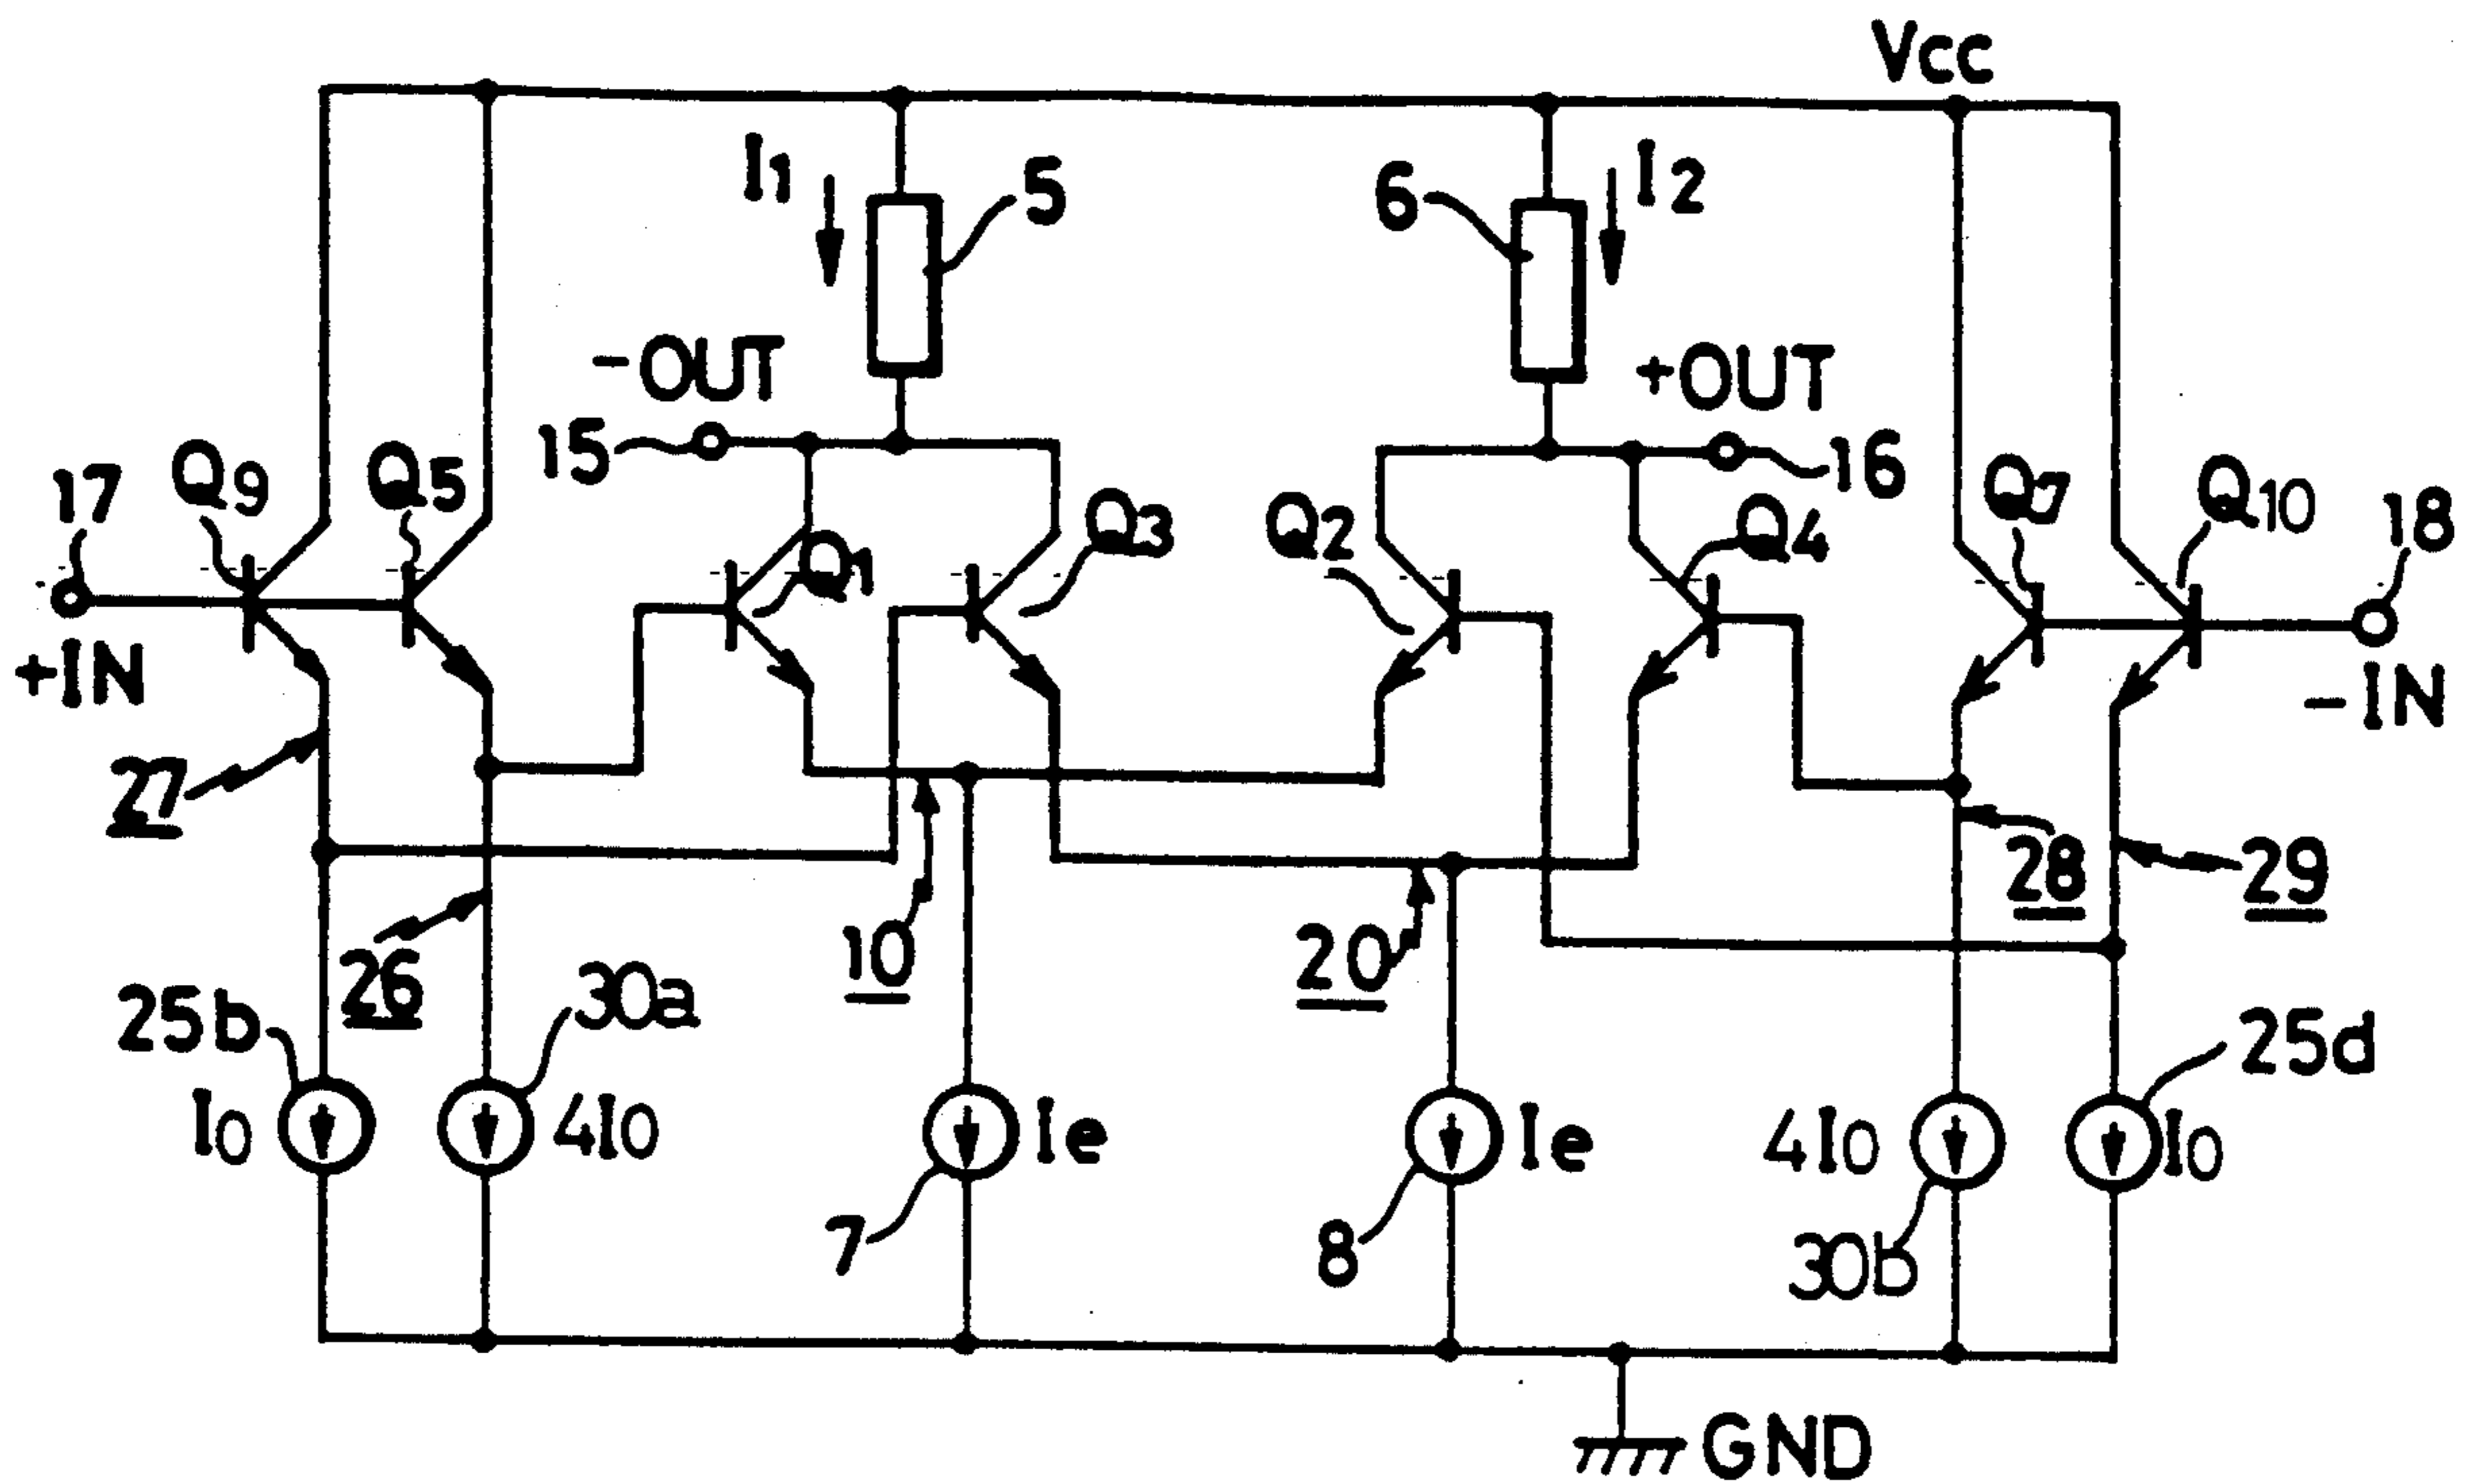 Vcc
I1
5
6
I2
-OUT
+OUT
15
16
17
Q9
Q5
Q1
Q3
Q2
Q4
Q7
Q10
18
+IN
-IN
27
28
29
26
10
20
25b
30a
25d
I0
4I0
Ie
Ie
4I0
I0
7
8
30b
GND